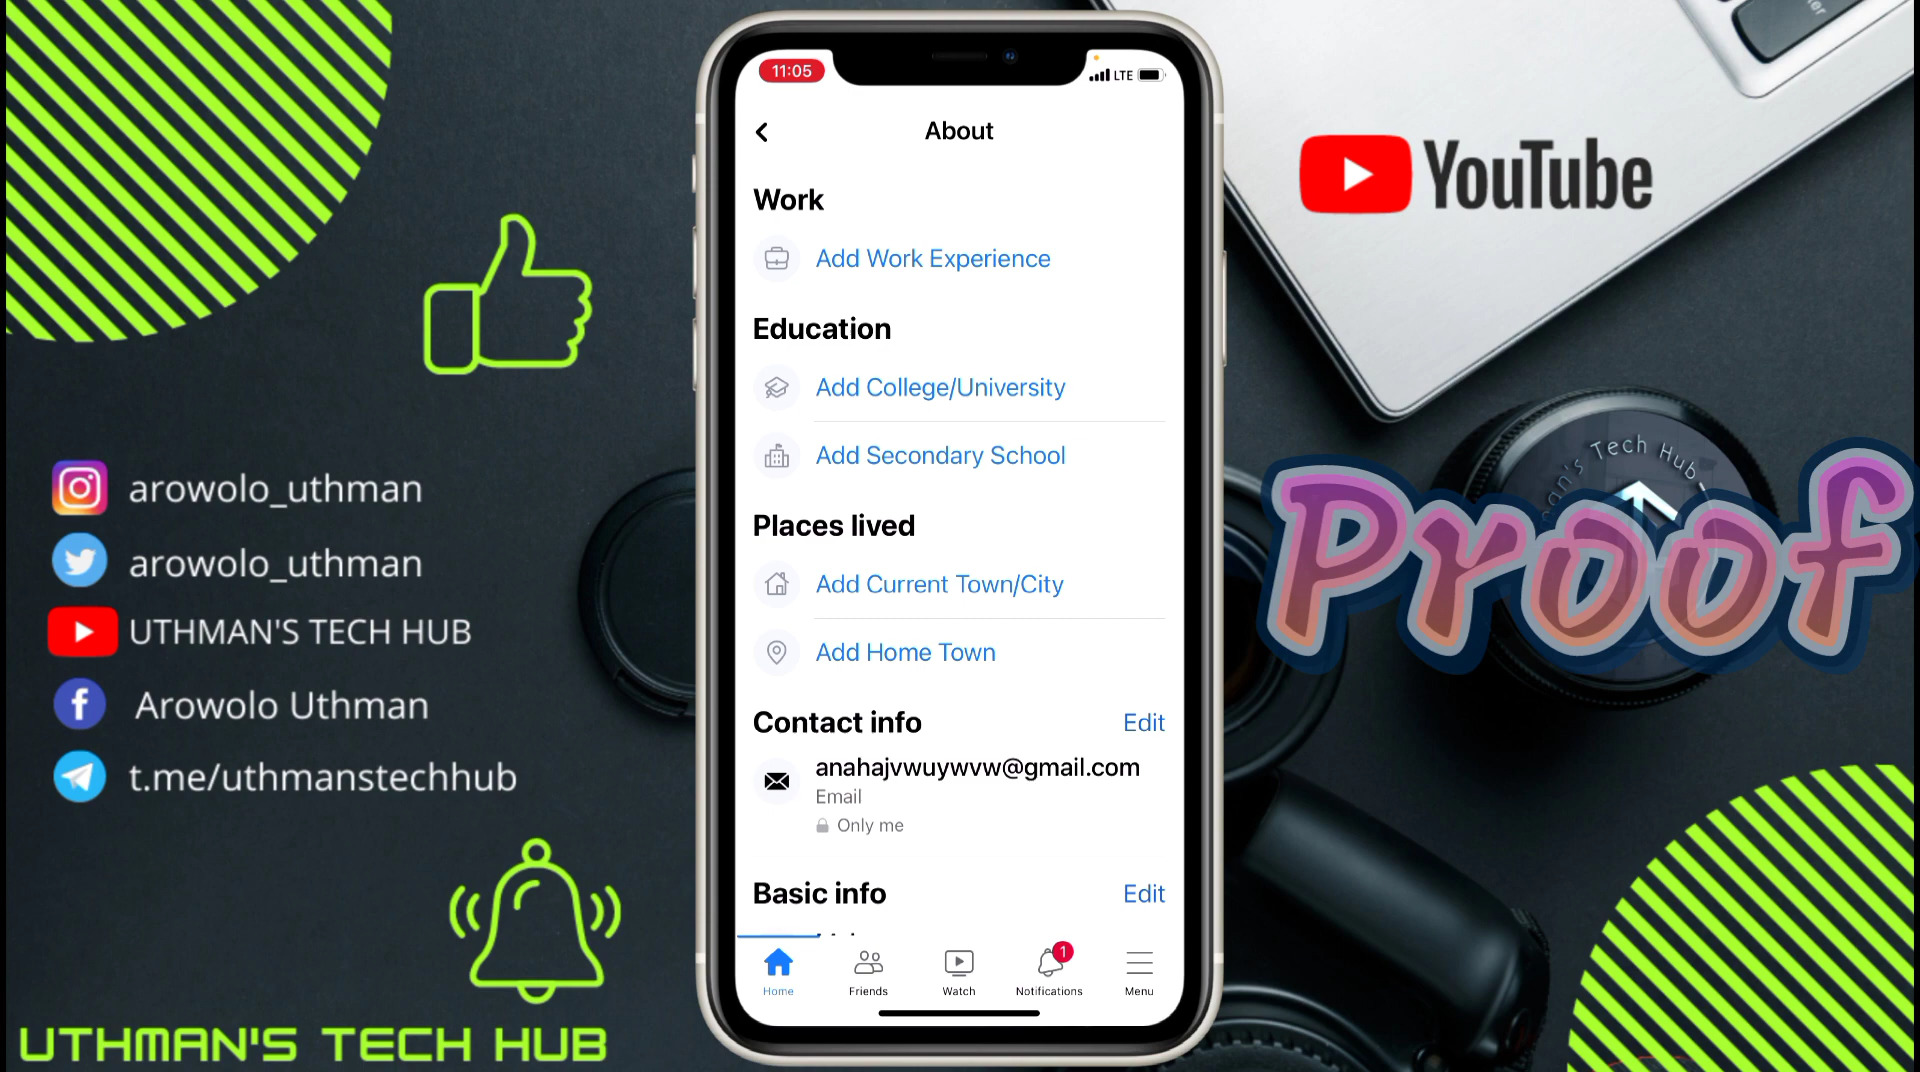 11:05
LTE
About
Work
Add Work Experience
Education
Add College/University
Add Secondary School
Places lived
Add Current Town/City
Add Home Town
Contact info
Edit
anahajvwuywvw@gmail.com
Email
Only me
Basic info
Edit
Home
Friends
Watch
1
Notifications
Menu
arowolo_uthman
arowolo_uthman
UTHMAN'S TECH HUB
Arowolo Uthman
t.me/uthmanstechhub
UTHMAN'S TECH HUB
YouTube
Tech Hub
Proof